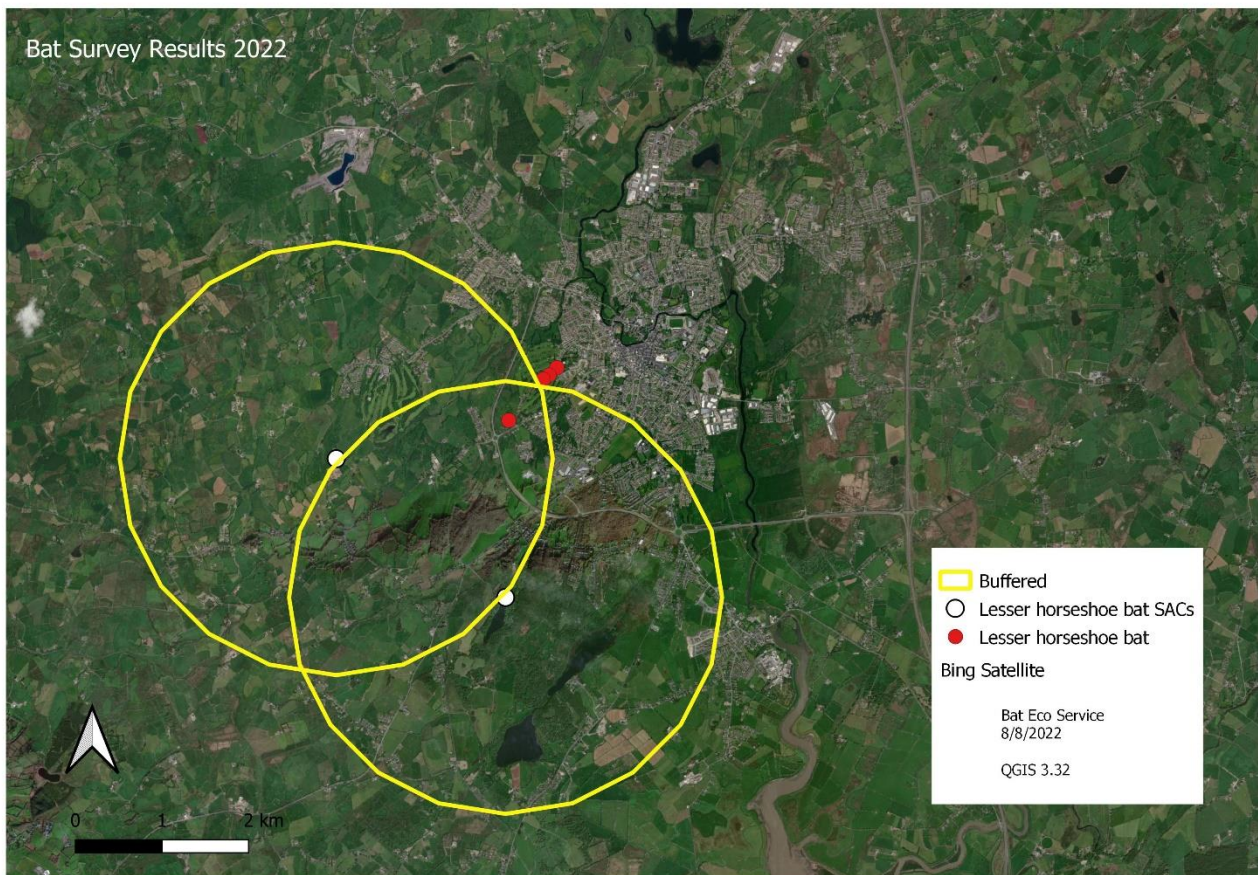 Bat Survey Results 2022
Buffered
Lesser horseshoe bat SACs
Lesser horseshoe bat
Bing Satellite
Bat Eco Service
8/8/2022
QGIS 3.32
0 1 2 km